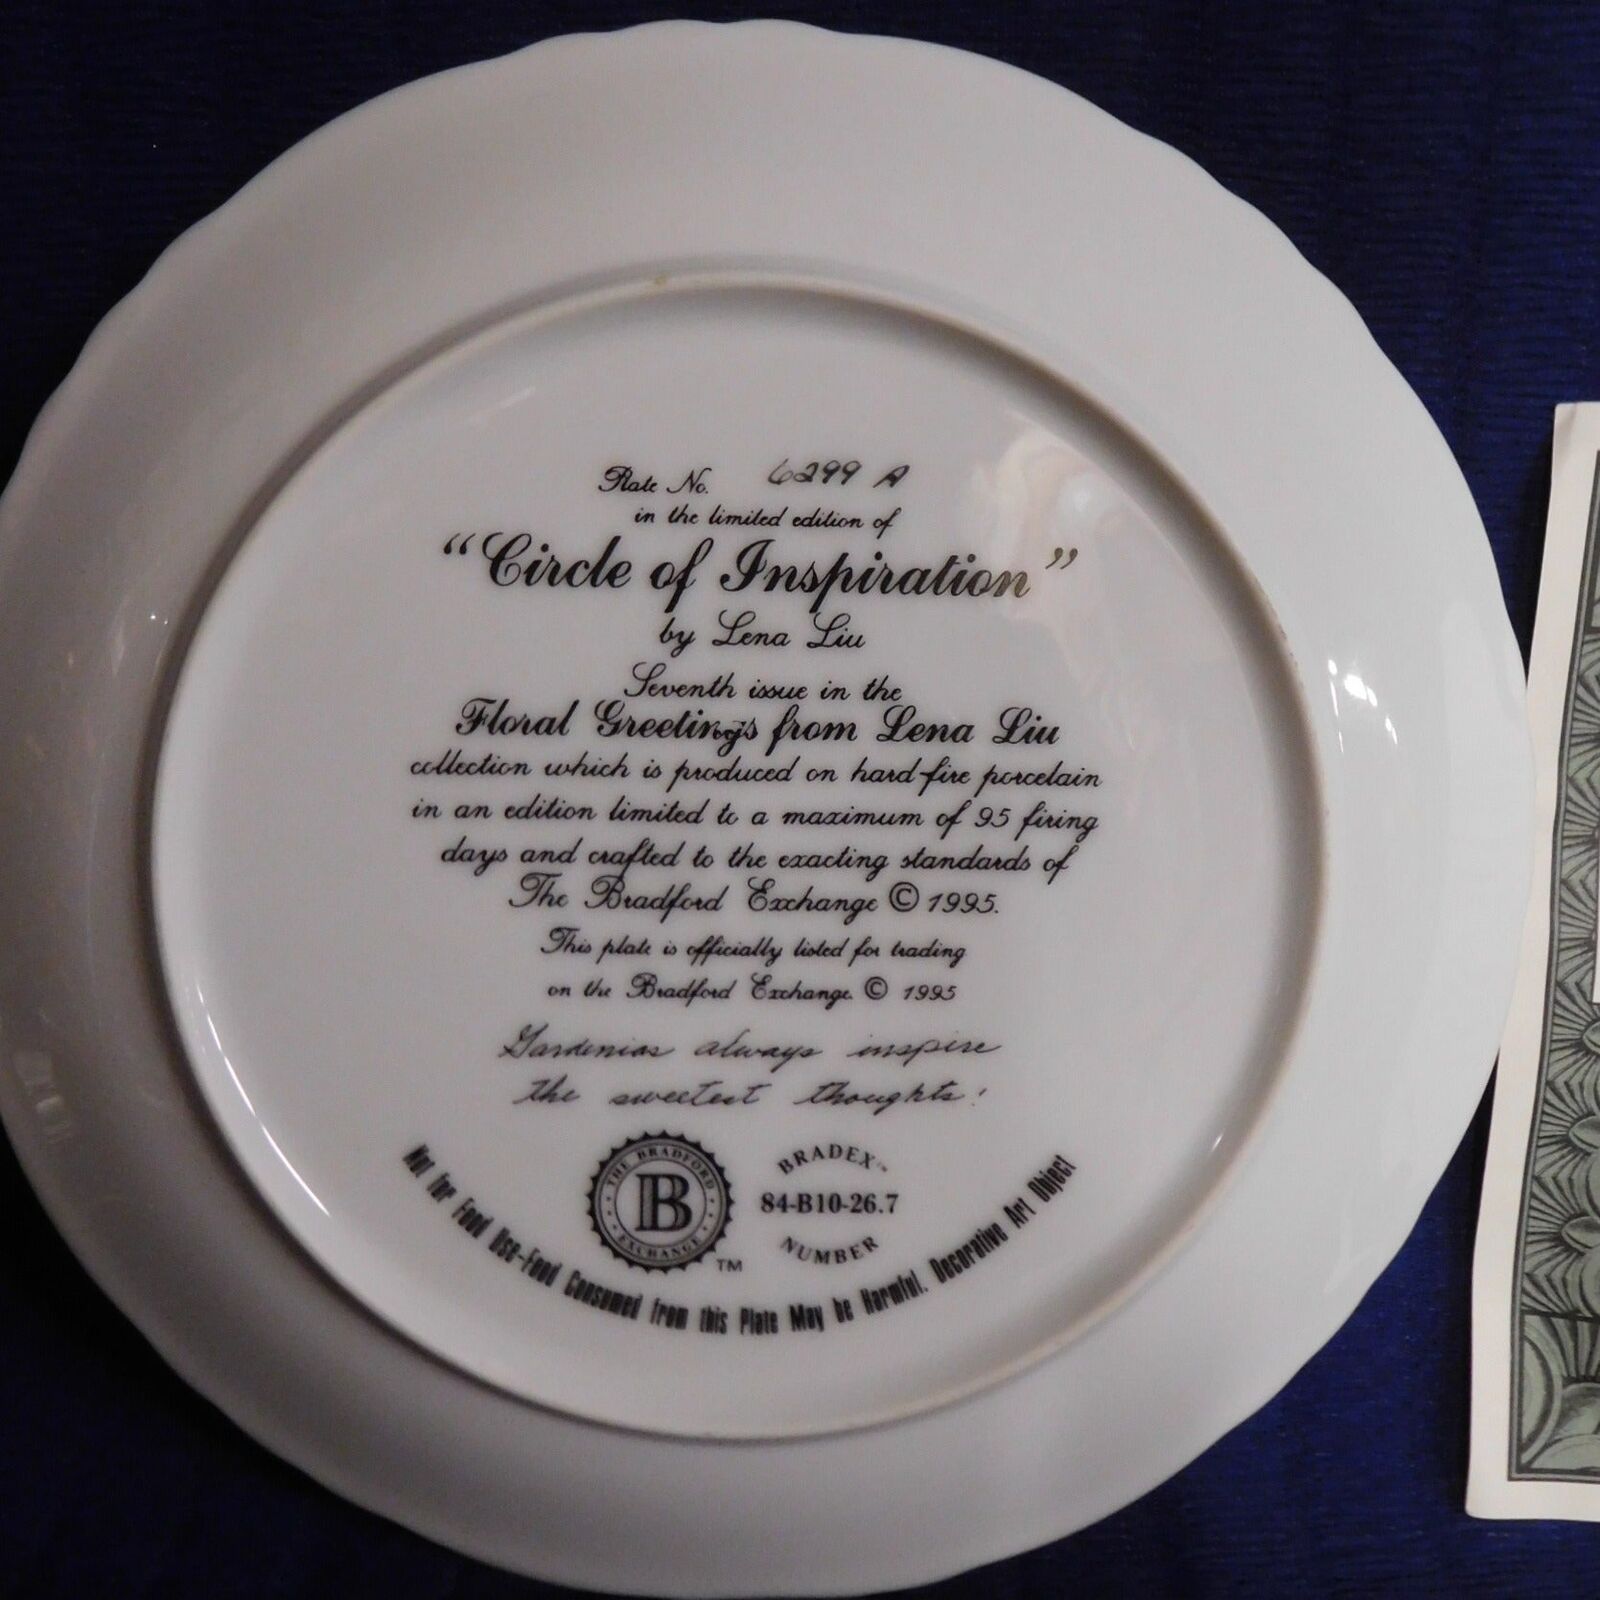 Plate No. 6299 A
in the limited edition of
“Circle of Inspiration”
by Lena Liu
Seventh issue in the
Floral Greetings from Lena Liu
collection which is produced on hard-fire porcelain
in an edition limited to a maximum of 95 firing
days and crafted to the exacting standards of
The Bradford Exchange © 1995.
This plate is officially listed for trading
on the Bradford Exchange. © 1995
Gardenias always inspire
the sweetest thoughts!
THE BRADFORD
B
EXCHANGE
TM
BRADEX™
84-B10-26.7
NUMBER
Not for Food Use-Food Consumed from this Plate May be Harmful. Decorative Art Object